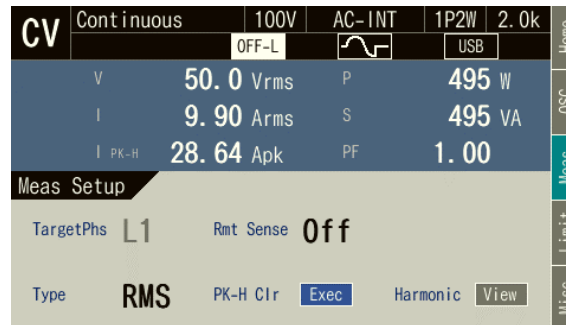 CV Continuous 100V AC-INT 1P2W 2.0k
OFF-L USB
V 50.0 Vrms P 495 W
I 9.90 Arms S 495 VA
I PK-H 28.64 Apk PF 1.00
Meas Setup
TargetPhs L1 Rmt Sense Off
Type RMS PK-H Clr Exec Harmonic View
Home
OSC
Meas
Limit
Misc